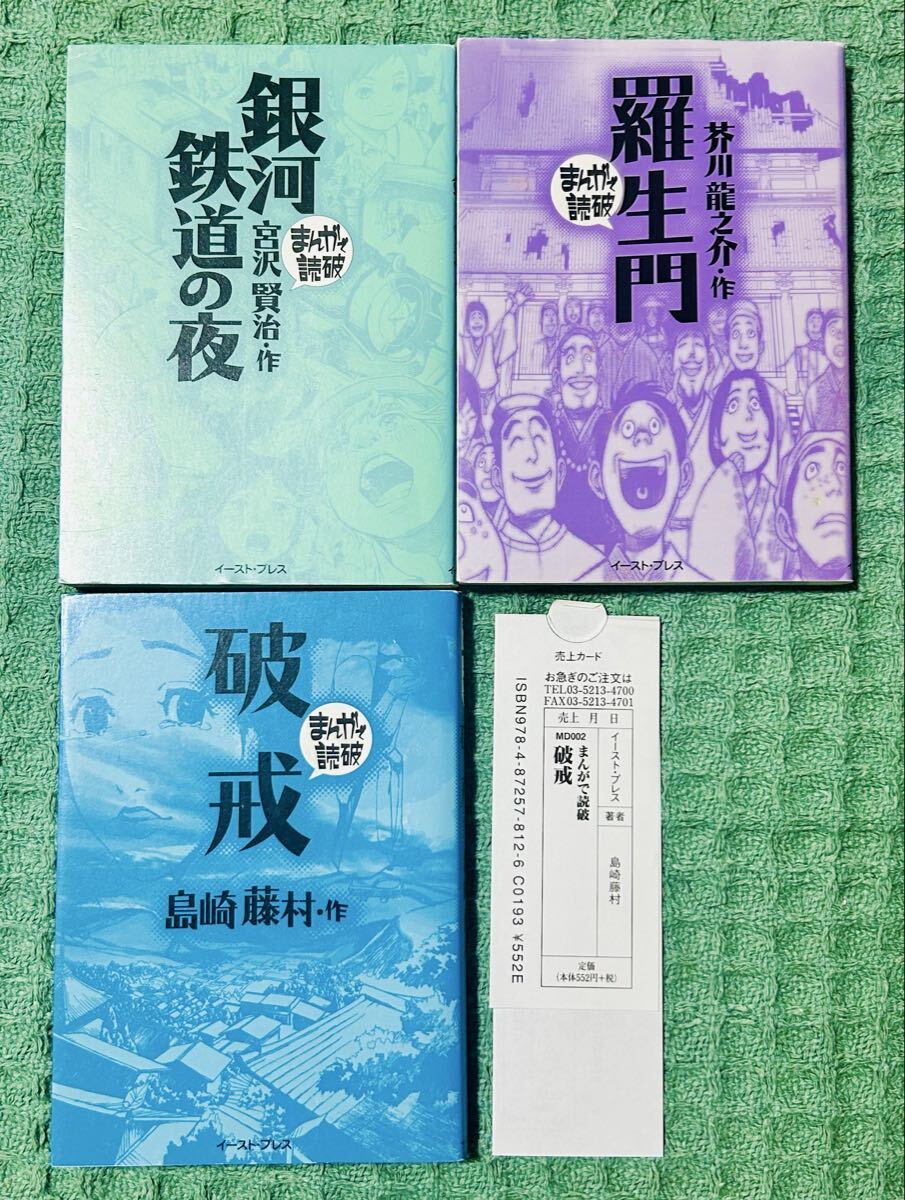 銀河
鉄道の夜
宮沢 賢治・作
まんがで
読破
イースト・プレス
羅生門
芥川 龍之介・作
まんがで
読破
イースト・プレス
破戒
まんがで
読破
島崎 藤村・作
イースト・プレス
売上カード
お急ぎのご注文は
TEL03-5213-4700
FAX03-5213-4701
売上 月 日
MD002
まんがで読破
破戒
イースト・プレス
著者
島崎藤村
定価
(本体552円+税)
ISBN978-4-87257-812-6 C0193 ¥552E